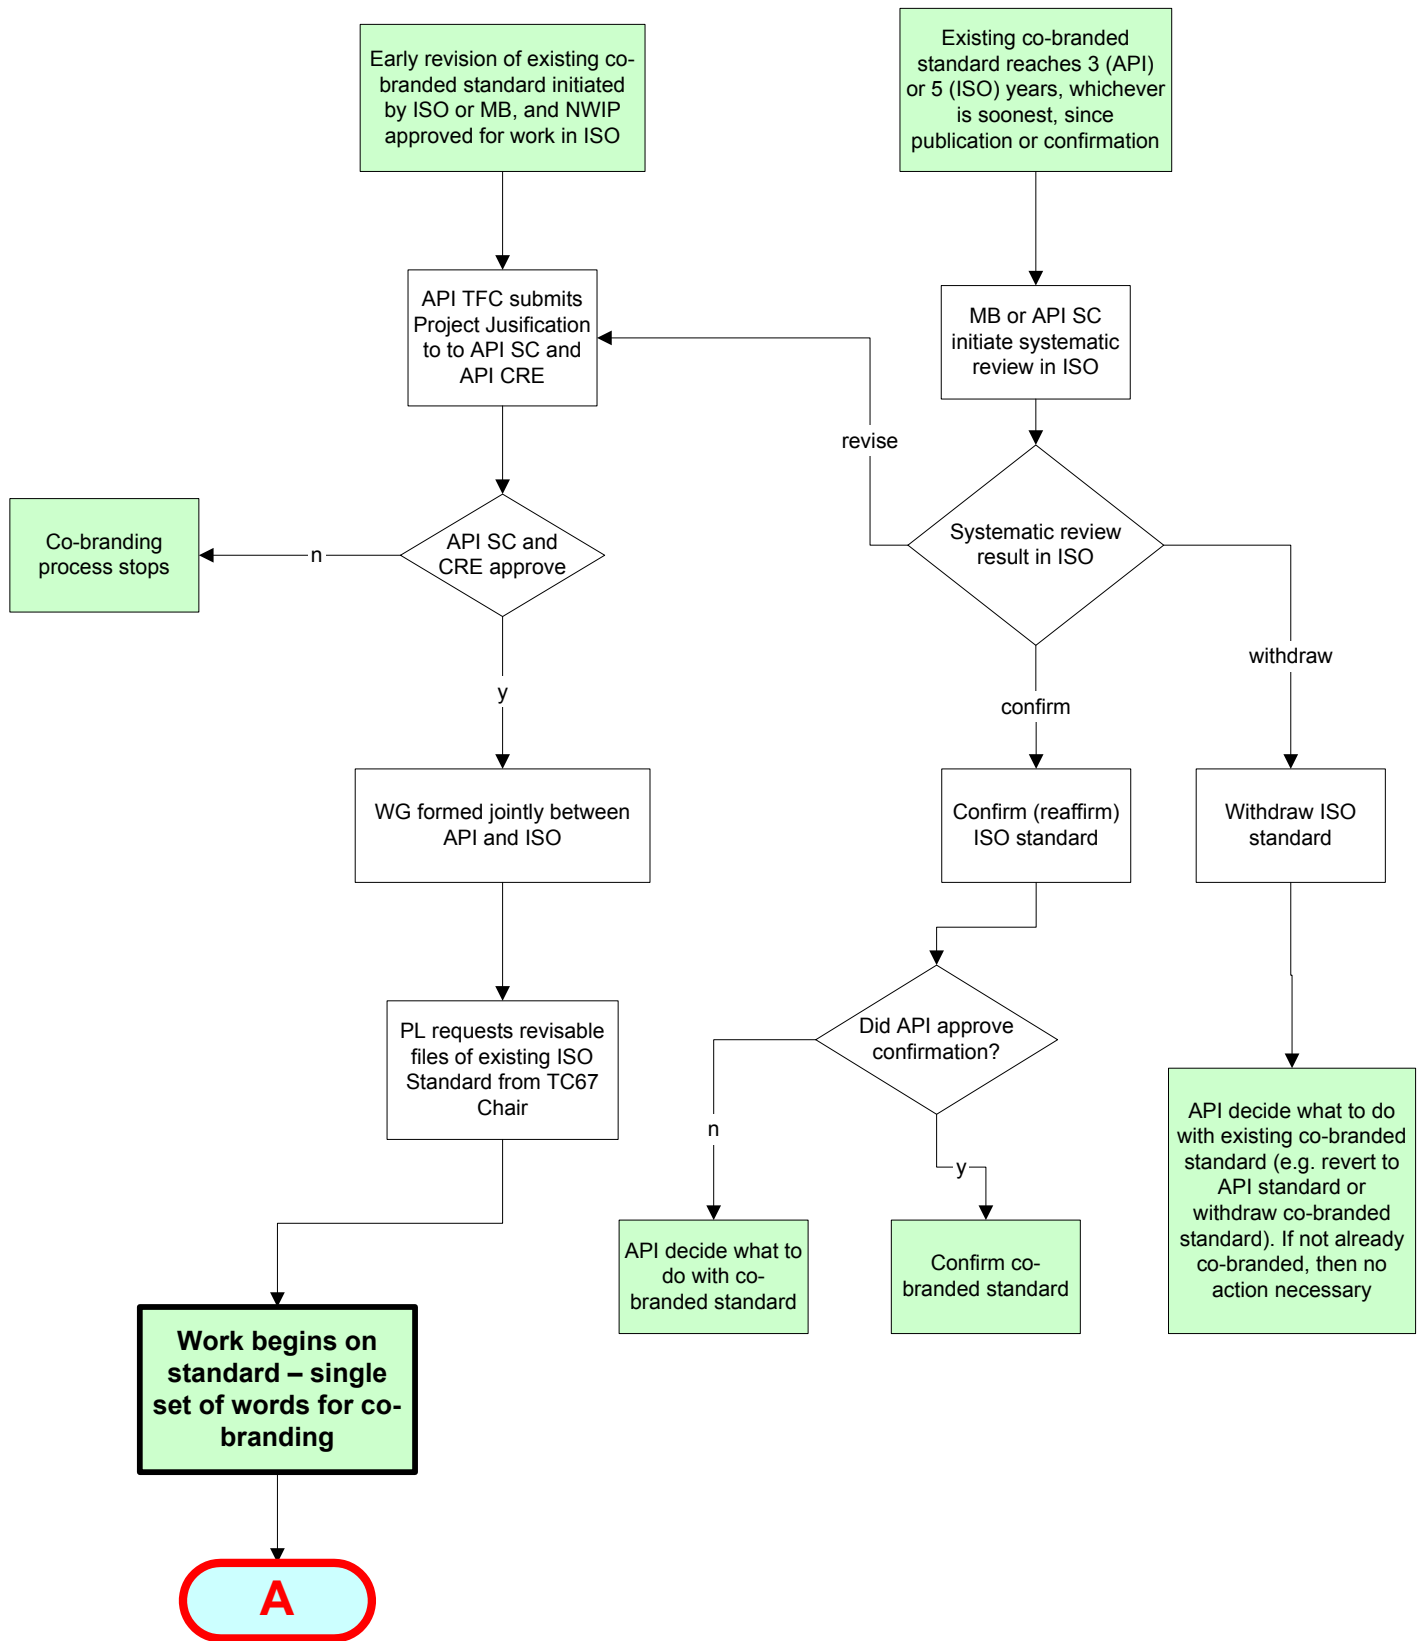 Early revision of existing co-
branded standard initiated
by ISO or MB, and NWIP
approved for work in ISO
Existing co-branded
standard reaches 3 (API)
or 5 (ISO) years, whichever
is soonest, since
publication or confirmation
API TFC submits
Project Jusification
to to API SC and
API CRE
MB or API SC
initiate systematic
review in ISO
revise
Co-branding
process stops
n
API SC and
CRE approve
Systematic review
result in ISO
withdraw
y
confirm
WG formed jointly between
API and ISO
Confirm (reaffirm)
ISO standard
Withdraw ISO
standard
PL requests revisable
files of existing ISO
Standard from TC67
Chair
Did API approve
confirmation?
n
y
API decide what to do
with existing co-branded
standard (e.g. revert to
API standard or
withdraw co-branded
standard). If not already
co-branded, then no
action necessary
API decide what to
do with co-
branded standard
Confirm co-
branded standard
Work begins on
standard – single
set of words for co-
branding
A